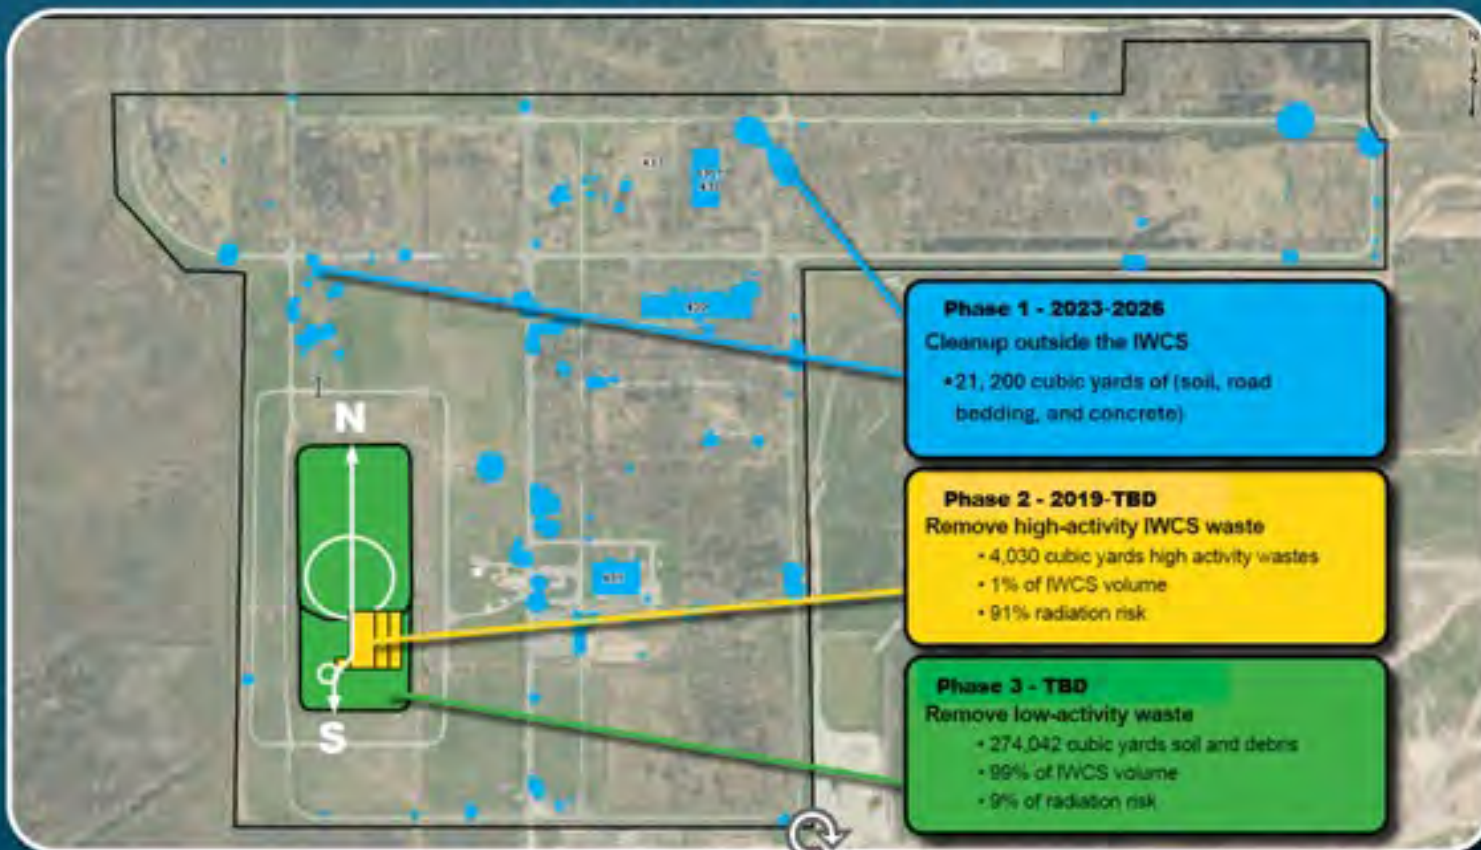 N
Phase 1 - 2023-2026
Cleanup outside the IWCS
•21, 200 cubic yards of (soil, road
bedding, and concrete)
N
Phase 2 - 2019-TBD
Remove high-activity IWCS waste
• 4,030 cubic yards high activity wastes
• 1% of IWCS volume
• 91% radiation risk
S
Phase 3 - TBD
Remove low-activity waste
• 274,042 cubic yards soil and debris
• 99% of IWCS volume
• 9% of radiation risk